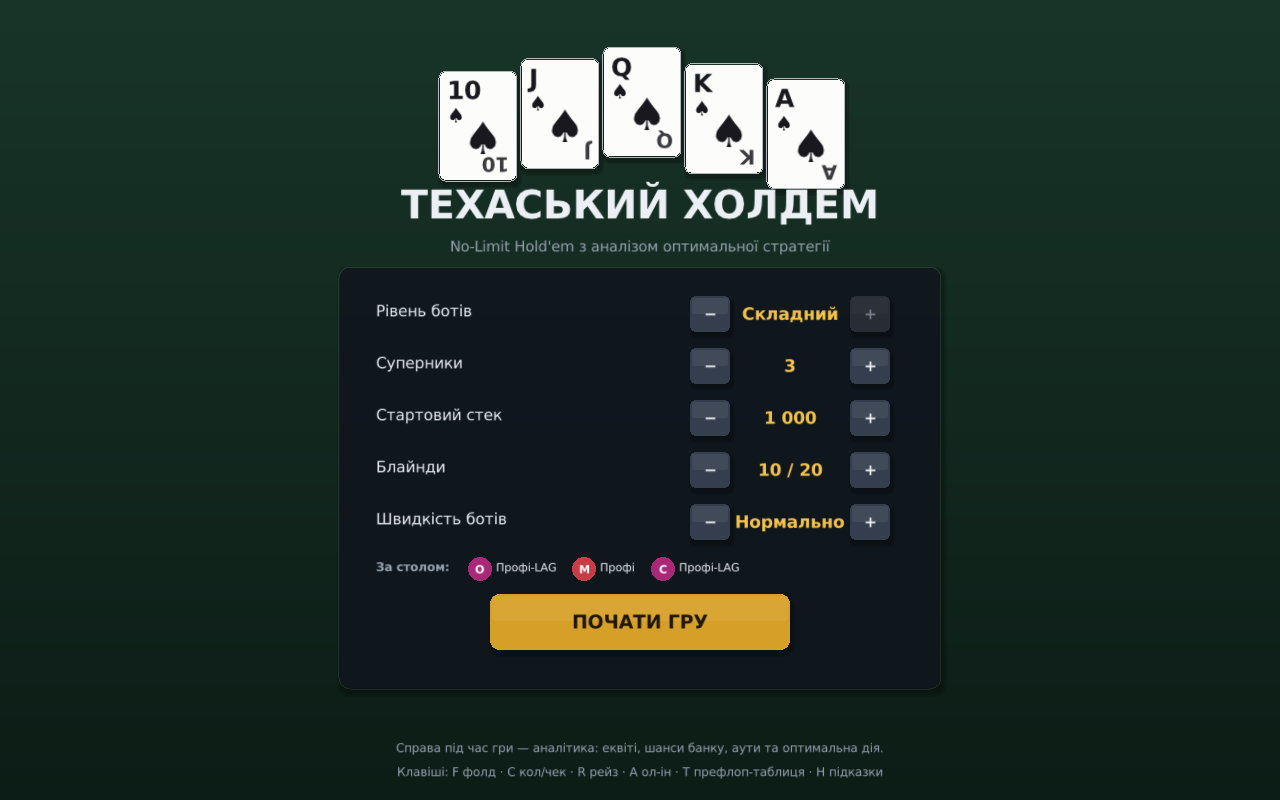 10 J Q K A
10 J Q K A
ТЕХАСЬКИЙ ХОЛДЕМ
No-Limit Hold'em з аналізом оптимальної стратегії
Рівень ботів − Складний +
Суперники − 3 +
Стартовий стек − 1 000 +
Блайнди − 10 / 20 +
Швидкість ботів − Нормально +
За столом: О Профі-LAG М Профі С Профі-LAG
ПОЧАТИ ГРУ
Справа під час гри — аналітика: еквіті, шанси банку, аути та оптимальна дія.
Клавіші: F фолд · C кол/чек · R рейз · A ол-ін · T префлоп-таблиця · H підказки